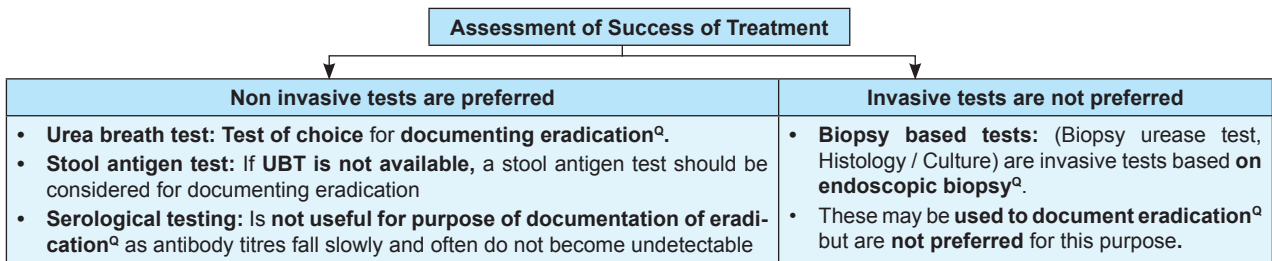 Assessment of Success of Treatment
Non invasive tests are preferred
• Urea breath test: Test of choice for documenting eradicationQ.
• Stool antigen test: If UBT is not available, a stool antigen test should be
considered for documenting eradication
• Serological testing: Is not useful for purpose of documentation of eradi-
cationQ as antibody titres fall slowly and often do not become undetectable
Invasive tests are not preferred
• Biopsy based tests: (Biopsy urease test,
Histology / Culture) are invasive tests based on
endoscopic biopsyQ.
• These may be used to document eradicationQ
but are not preferred for this purpose.